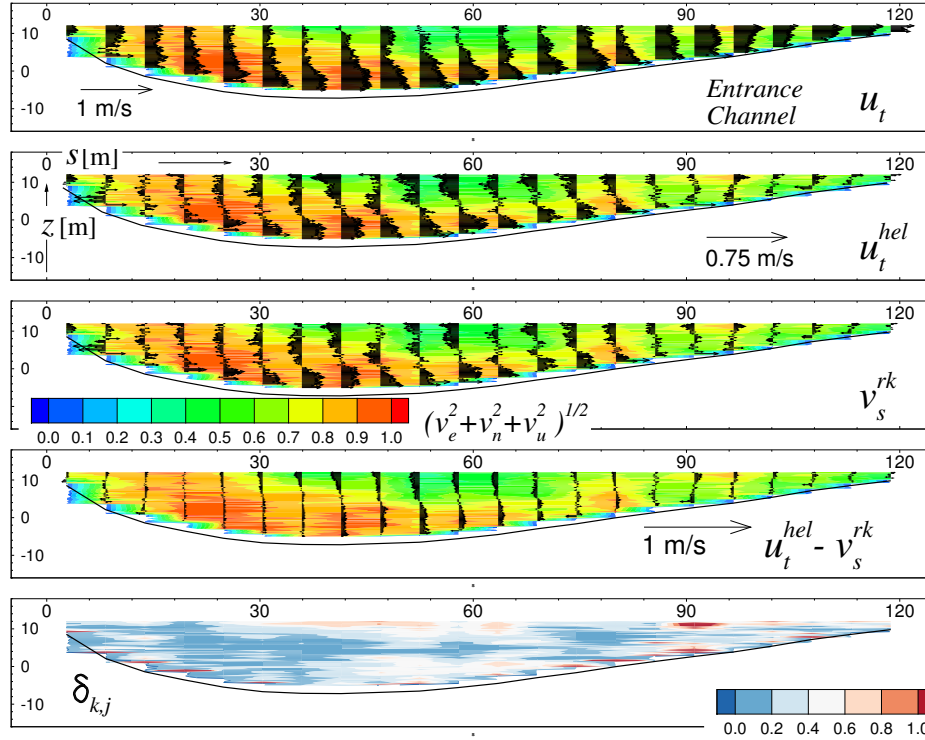 0 30 60 90 120
10
0
-10
1 m/s
Entrance
Channel
u_t
0 30 60 90 120
s [m]
10
0
z [m]
-10
0.75 m/s
u_t^{hel}
0 30 60 90 120
10
0
v_s^{rk}
0.0 0.1 0.2 0.3 0.4 0.5 0.6 0.7 0.8 0.9 1.0
(v_e^2+v_n^2+v_u^2)^{1/2}
0 30 60 90 120
10
0
-10
1 m/s
u_t^{hel} - v_s^{rk}
0 30 60 90 120
10
0
-10
δ_{k,j}
0.0 0.2 0.4 0.6 0.8 1.0